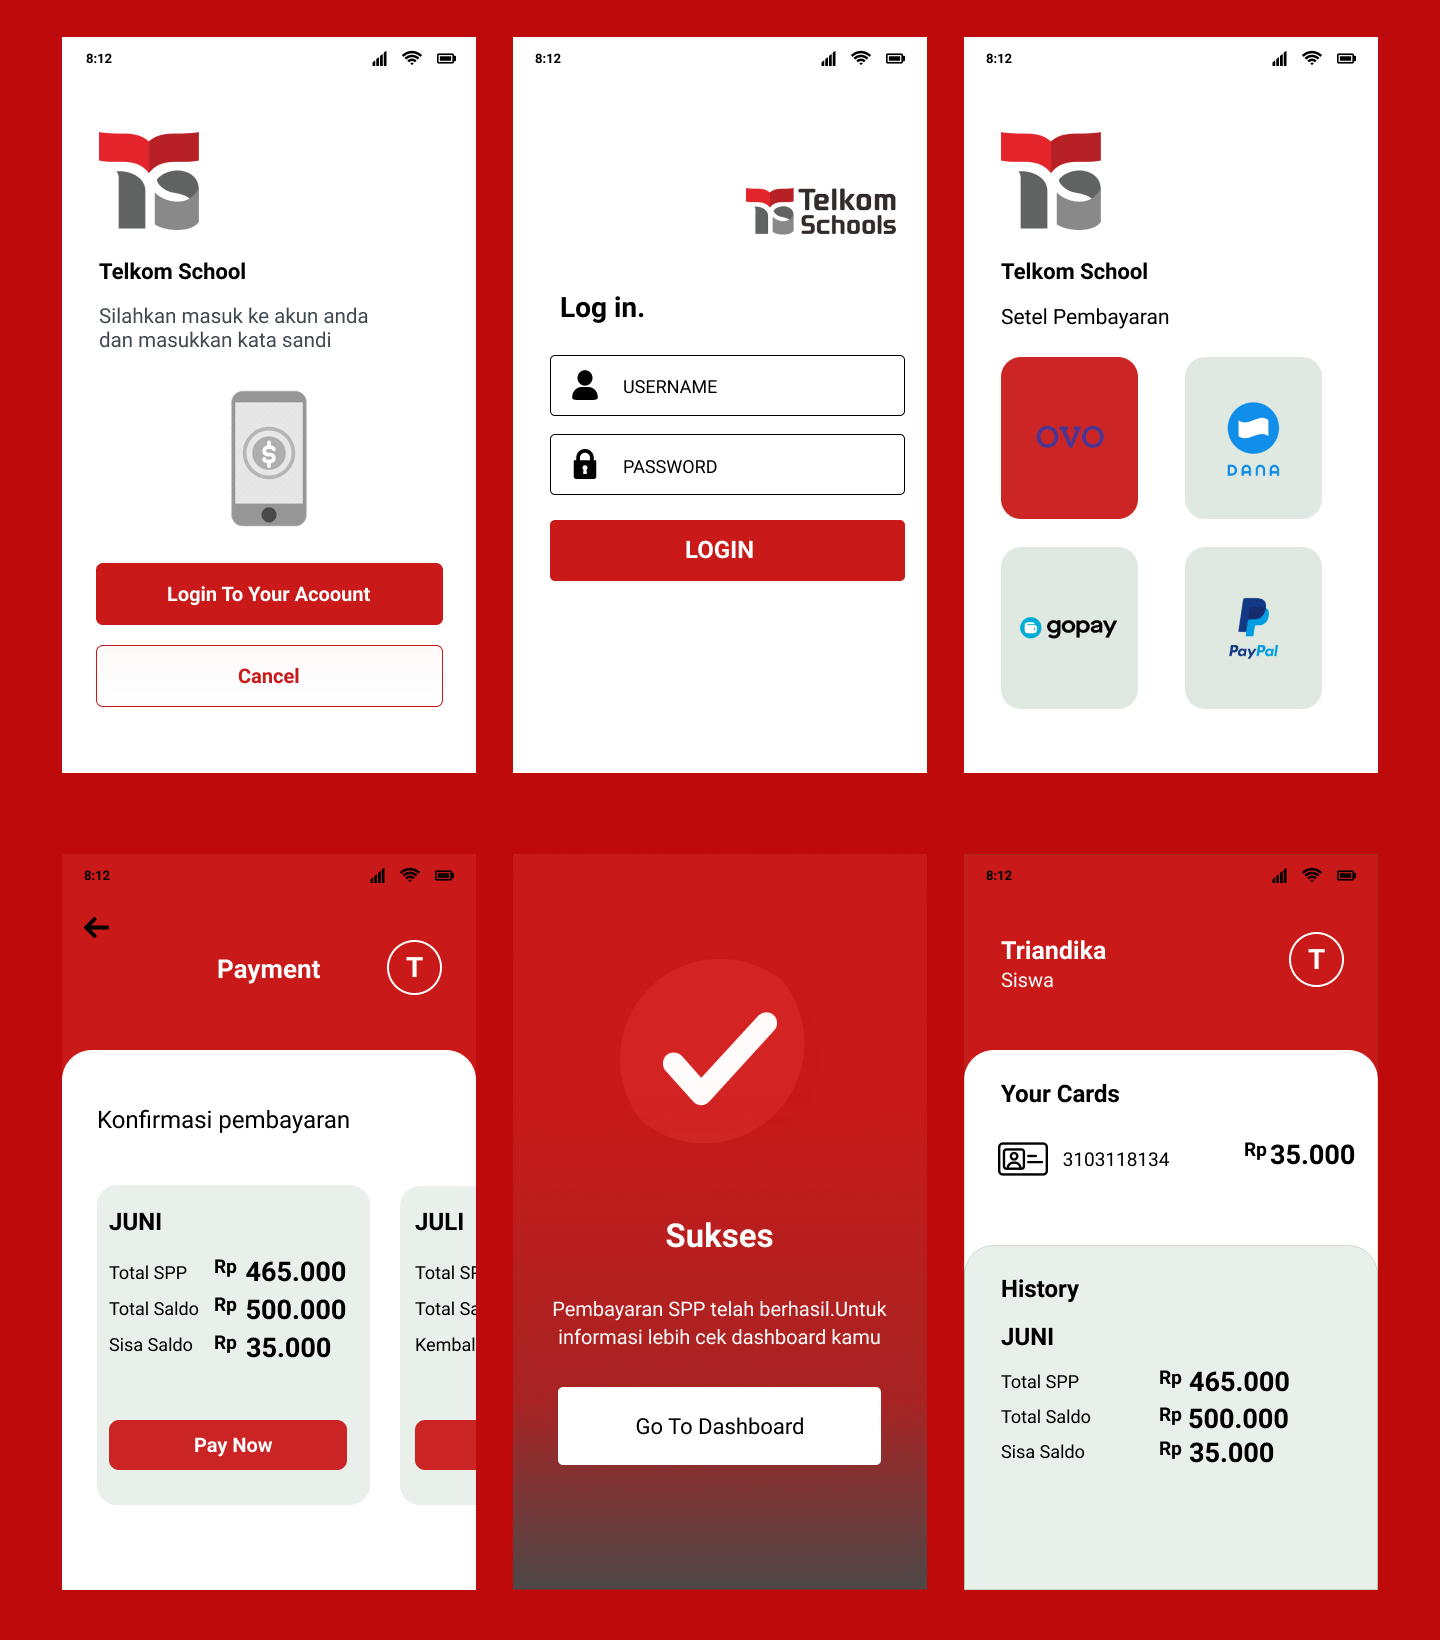 8:12
Telkom School
Silahkan masuk ke akun anda
dan masukkan kata sandi
$
Login To Your Acoount
Cancel
8:12
Telkom
Schools
Log in.
USERNAME
PASSWORD
LOGIN
8:12
Telkom School
Setel Pembayaran
OVO
DANA
gopay
PayPal
8:12
Payment
T
Konfirmasi pembayaran
JUNI
Total SPP Rp 465.000
Total Saldo Rp 500.000
Sisa Saldo Rp 35.000
Pay Now
JULI
Total SP
Total Sa
Kembal
Sukses
Pembayaran SPP telah berhasil.Untuk
informasi lebih cek dashboard kamu
Go To Dashboard
8:12
Triandika
Siswa
T
Your Cards
3103118134 Rp 35.000
History
JUNI
Total SPP Rp 465.000
Total Saldo Rp 500.000
Sisa Saldo Rp 35.000